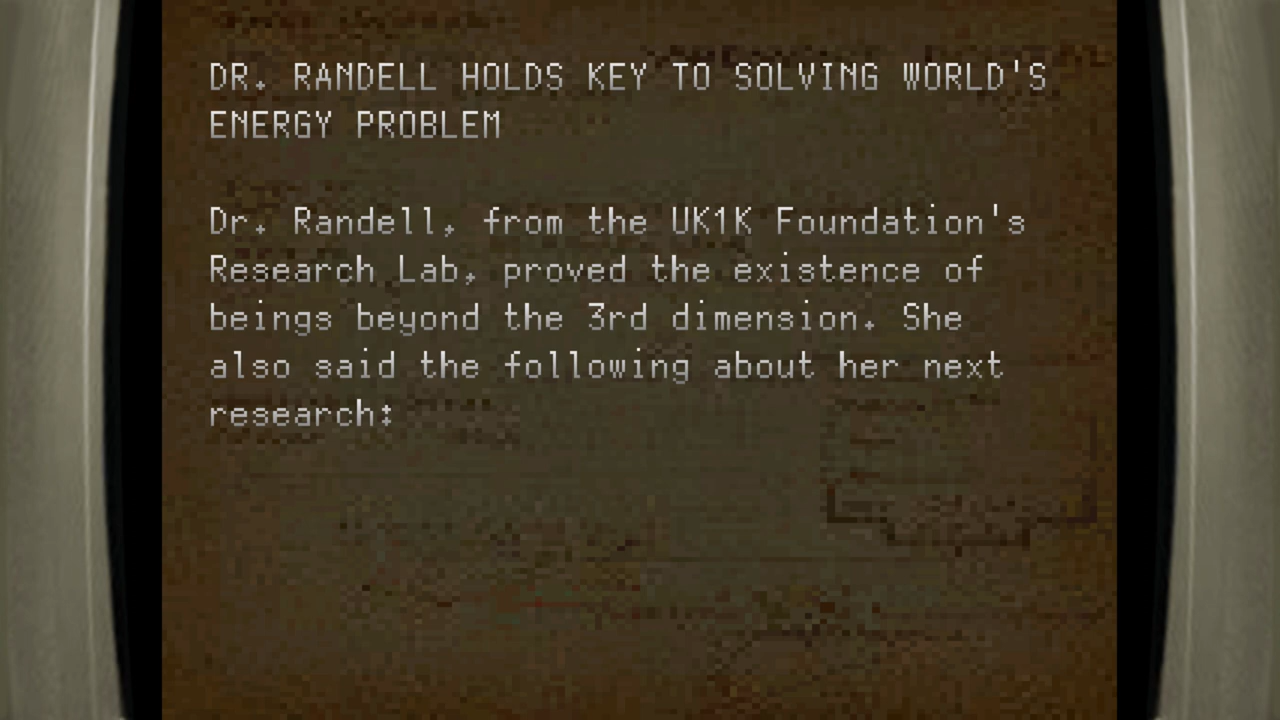 DR. RANDELL HOLDS KEY TO SOLVING WORLD'S
ENERGY PROBLEM
Dr. Randell, from the UK1K Foundation's
Research Lab, proved the existence of
beings beyond the 3rd dimension. She
also said the following about her next
research: